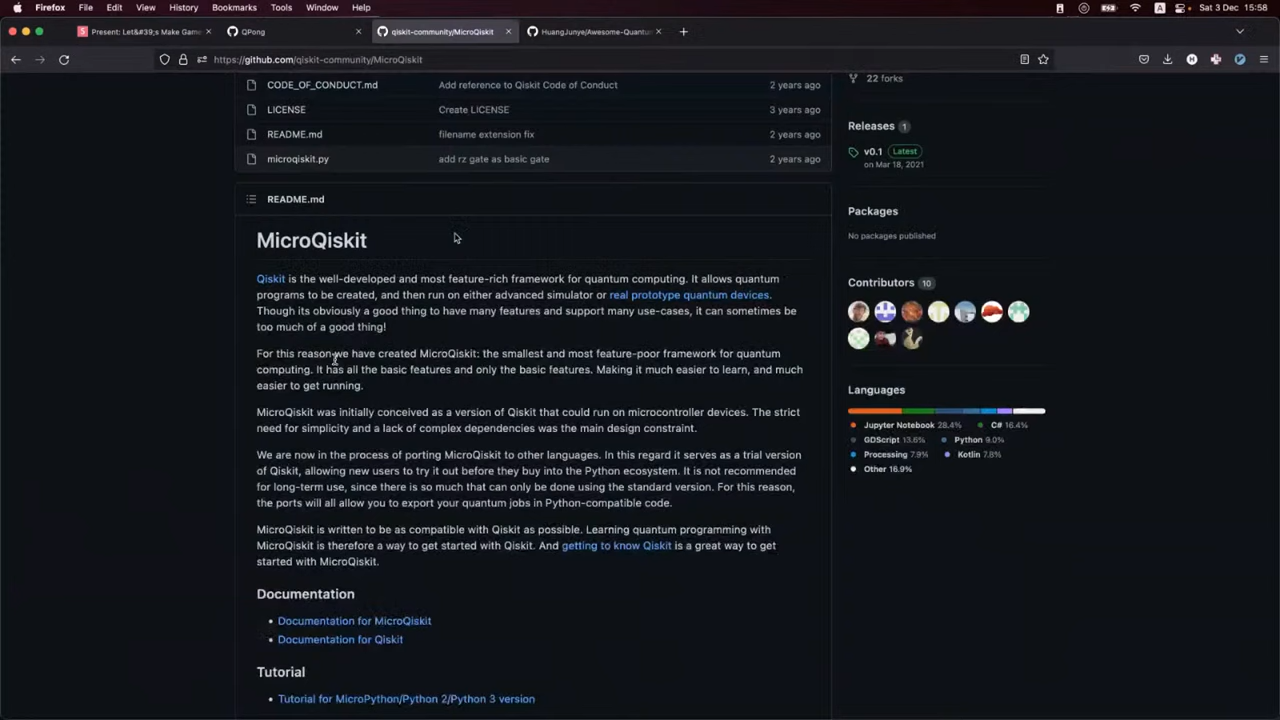 Firefox File Edit View History Bookmarks Tools Window Help
A Sat 3 Dec 15:58
Present: Let&#39;s Make Gam
QPong
qiskit-community/MicroQiskit
HuangJunye/Awesome-Quantu
https://github.com/qiskit-community/MicroQiskit
CODE_OF_CONDUCT.md Add reference to Qiskit Code of Conduct 2 years ago
LICENSE Create LICENSE 3 years ago
README.md filename extension fix 2 years ago
microqiskit.py add rz gate as basic gate 2 years ago
README.md
MicroQiskit
Qiskit is the well-developed and most feature-rich framework for quantum computing. It allows quantum
programs to be created, and then run on either advanced simulator or real prototype quantum devices.
Though its obviously a good thing to have many features and support many use-cases, it can sometimes be
too much of a good thing!
For this reason we have created MicroQiskit: the smallest and most feature-poor framework for quantum
computing. It has all the basic features and only the basic features. Making it much easier to learn, and much
easier to get running.
MicroQiskit was initially conceived as a version of Qiskit that could run on microcontroller devices. The strict
need for simplicity and a lack of complex dependencies was the main design constraint.
We are now in the process of porting MicroQiskit to other languages. In this regard it serves as a trial version
of Qiskit, allowing new users to try it out before they buy into the Python ecosystem. It is not recommended
for long-term use, since there is so much that can only be done using the standard version. For this reason,
the ports will all allow you to export your quantum jobs in Python-compatible code.
MicroQiskit is written to be as compatible with Qiskit as possible. Learning quantum programming with
MicroQiskit is therefore a way to get started with Qiskit. And getting to know Qiskit is a great way to get
started with MicroQiskit.
Documentation
Documentation for MicroQiskit
Documentation for Qiskit
Tutorial
Tutorial for MicroPython/Python 2/Python 3 version
22 forks
Releases 1
v0.1 Latest
on Mar 18, 2021
Packages
No packages published
Contributors 10
Languages
Jupyter Notebook 28.4% C# 16.4%
GDScript 13.6% Python 9.0%
Processing 7.9% Kotlin 7.8%
Other 16.9%